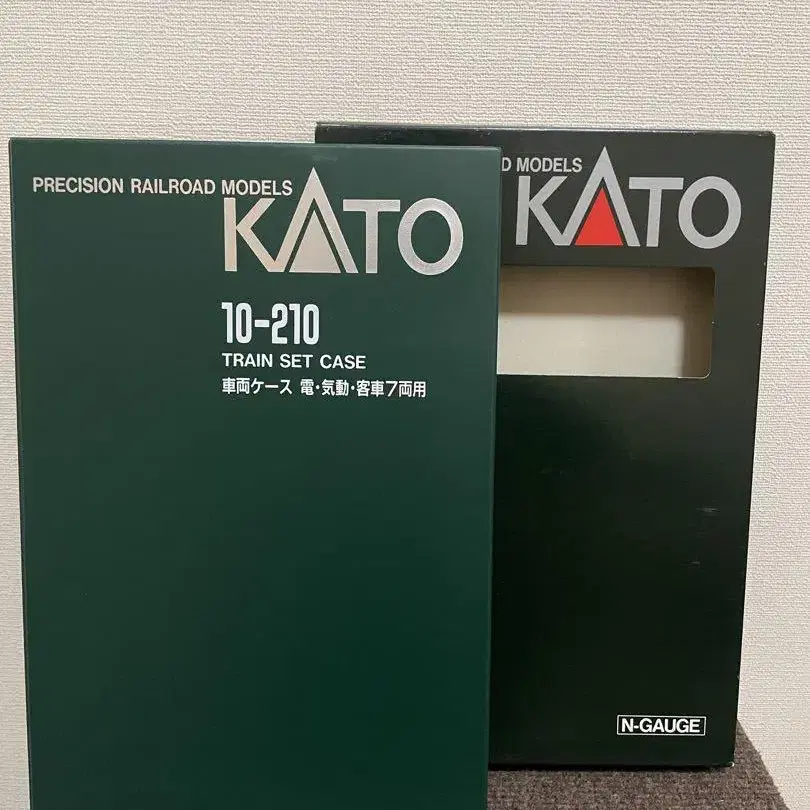 PRECISION RAILROAD MODELS
KATO
10-210
TRAIN SET CASE
車両ケース 電・気動・客車7両用
D MODELS
KATO
N-GAUGE